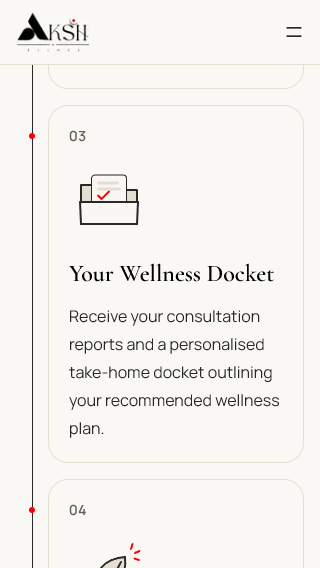 AKSH
03
Your Wellness Docket
Receive your consultation
reports and a personalised
take-home docket outlining
your recommended wellness
plan.
04